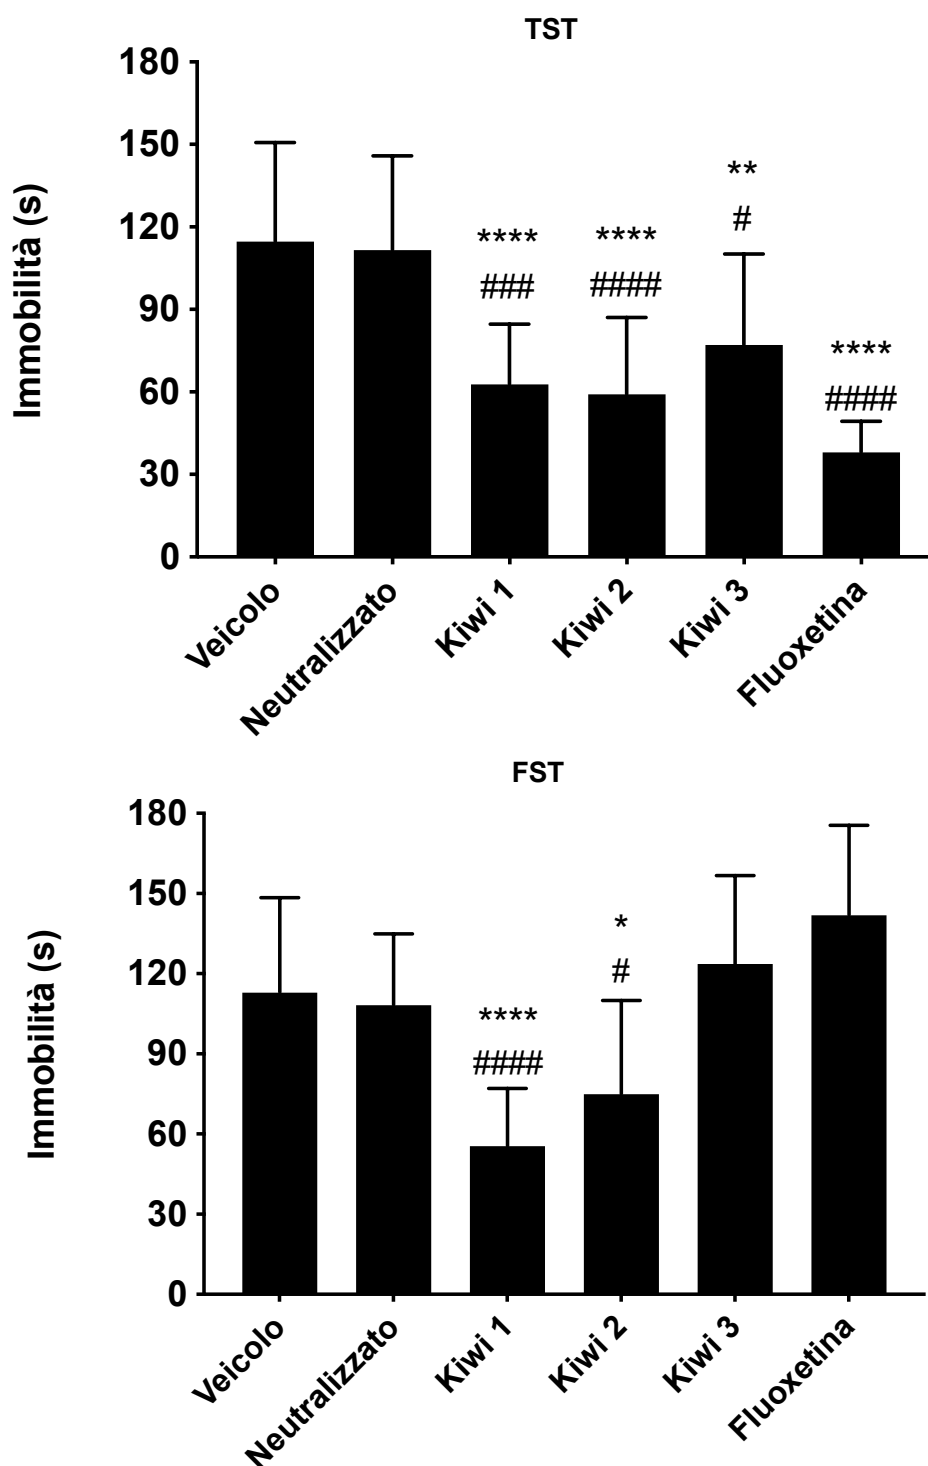 TST
Immobilità (s)
180
150
120
90
60
30
0
****
###
****
####
**
#
****
####
Veicolo
Neutralizzato
Kiwi 1
Kiwi 2
Kiwi 3
Fluoxetina
FST
Immobilità (s)
180
150
120
90
60
30
0
****
####
*
#
Veicolo
Neutralizzato
Kiwi 1
Kiwi 2
Kiwi 3
Fluoxetina